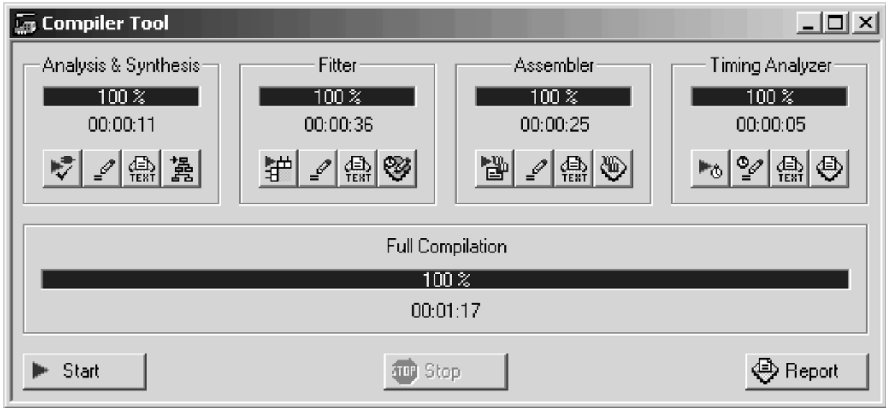 Compiler Tool
Analysis & Synthesis Fitter Assembler Timing Analyzer
100 % 100 % 100 % 100 %
00:00:11 00:00:36 00:00:25 00:00:05
TEXT TEXT TEXT TEXT
Full Compilation
100 %
00:01:17
Start STOP Stop Report